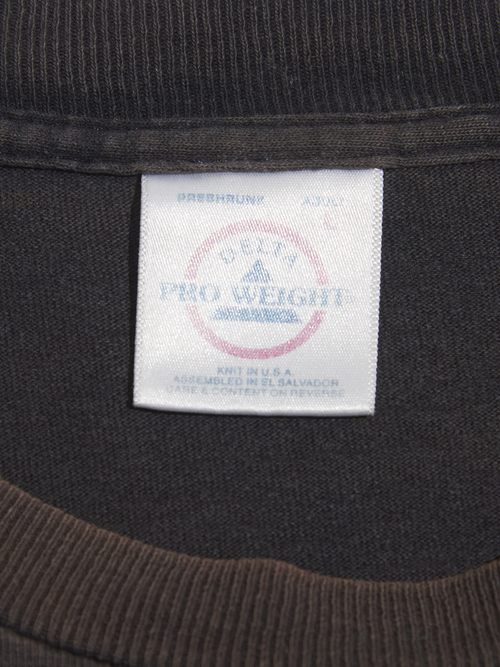 PRESHRUNK ADULT
DELTA
PRO WEIGHT
KNIT IN U.S.A.
ASSEMBLED IN EL SALVADOR
CARE & CONTENT ON REVERSE